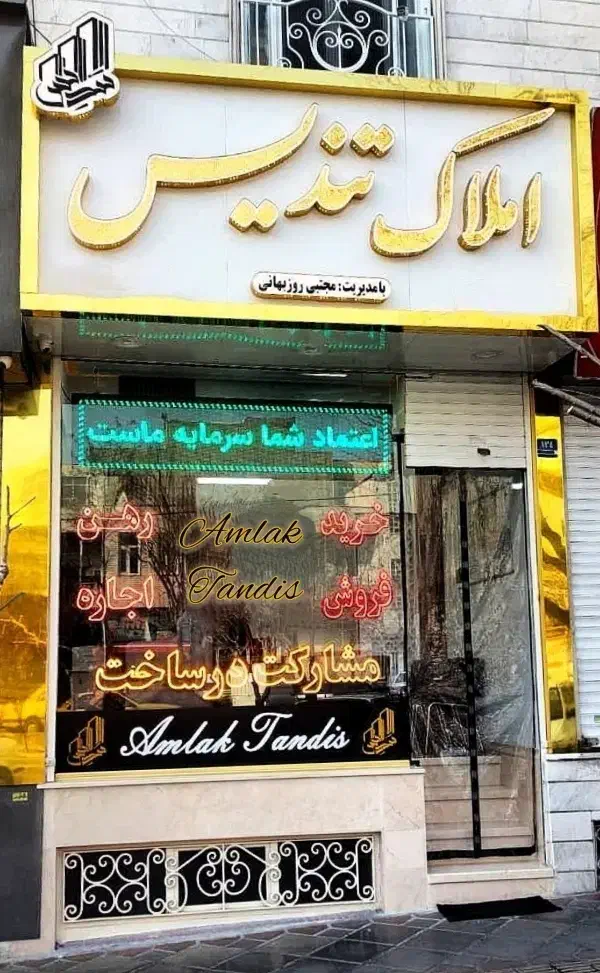 املاک تندیس
با مدیریت: مجتبی روزبهانی
اعتماد شما سرمایه ماست
خرید Amlak رهن
فروش Tandis اجاره
مشارکت در ساخت
Amlak Tandis